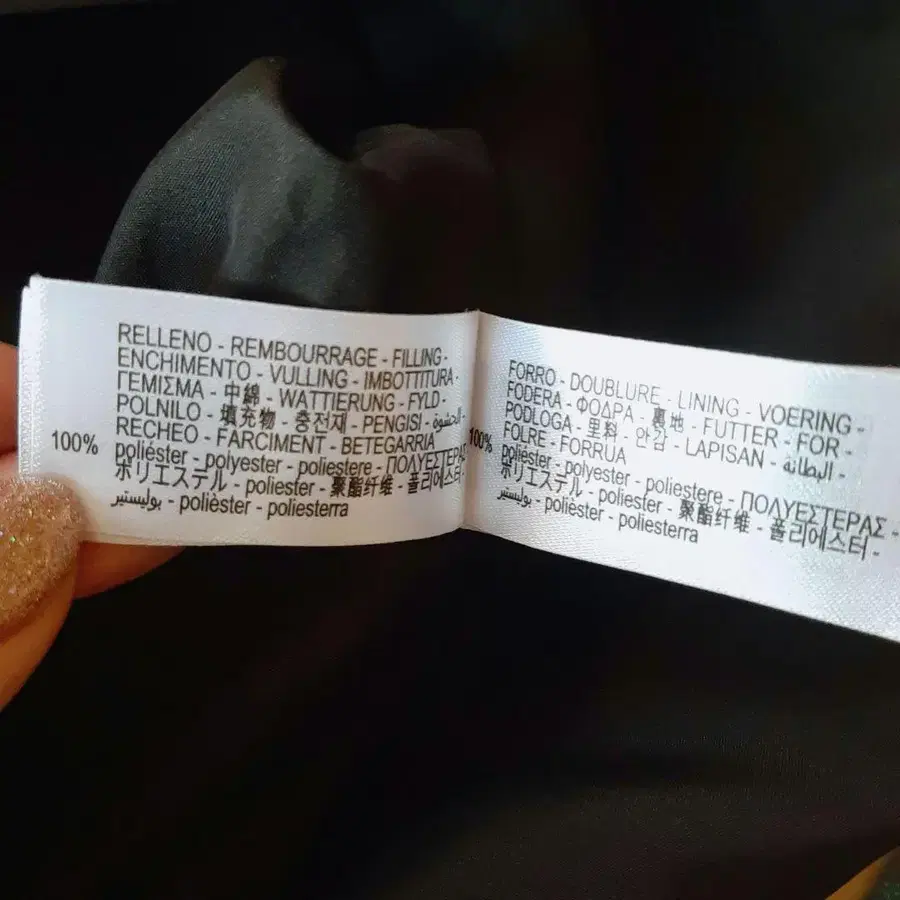 RELLENO - REMBOURRAGE - FILLING -
ENCHIMENTO - VULLING - IMBOTTITURA -
ΓΕΜΙΣΜΑ - 中綿 - WATTIERUNG - FYLD -
POLNILO - 填充物 - 충전재 - PENGISI - الحشوة -
RECHEO - FARCIMENT - BETEGARRIA
100%
poliéster - polyester - poliestere - ΠΟΛΥΕΣΤΕΡΑΣ
ポリエステル - poliester - 聚酯纤维 - 폴리에스터 -
بوليستير - polièster - poliesterra
FORRO - DOUBLURE - LINING - VOERING -
FODERA - ΦΟΔΡΑ - 裏地 - FUTTER - FOR -
PODLOGA - 里料 - 안감 - LAPISAN - البطانة -
FOLRE - FORRUA
100%
poliéster - polyester - poliestere - ΠΟΛΥΕΣΤΕΡΑΣ -
ポリエステル - poliester - 聚酯纤维 - 폴리에스터 -
بوليستير - polièster - poliesterra